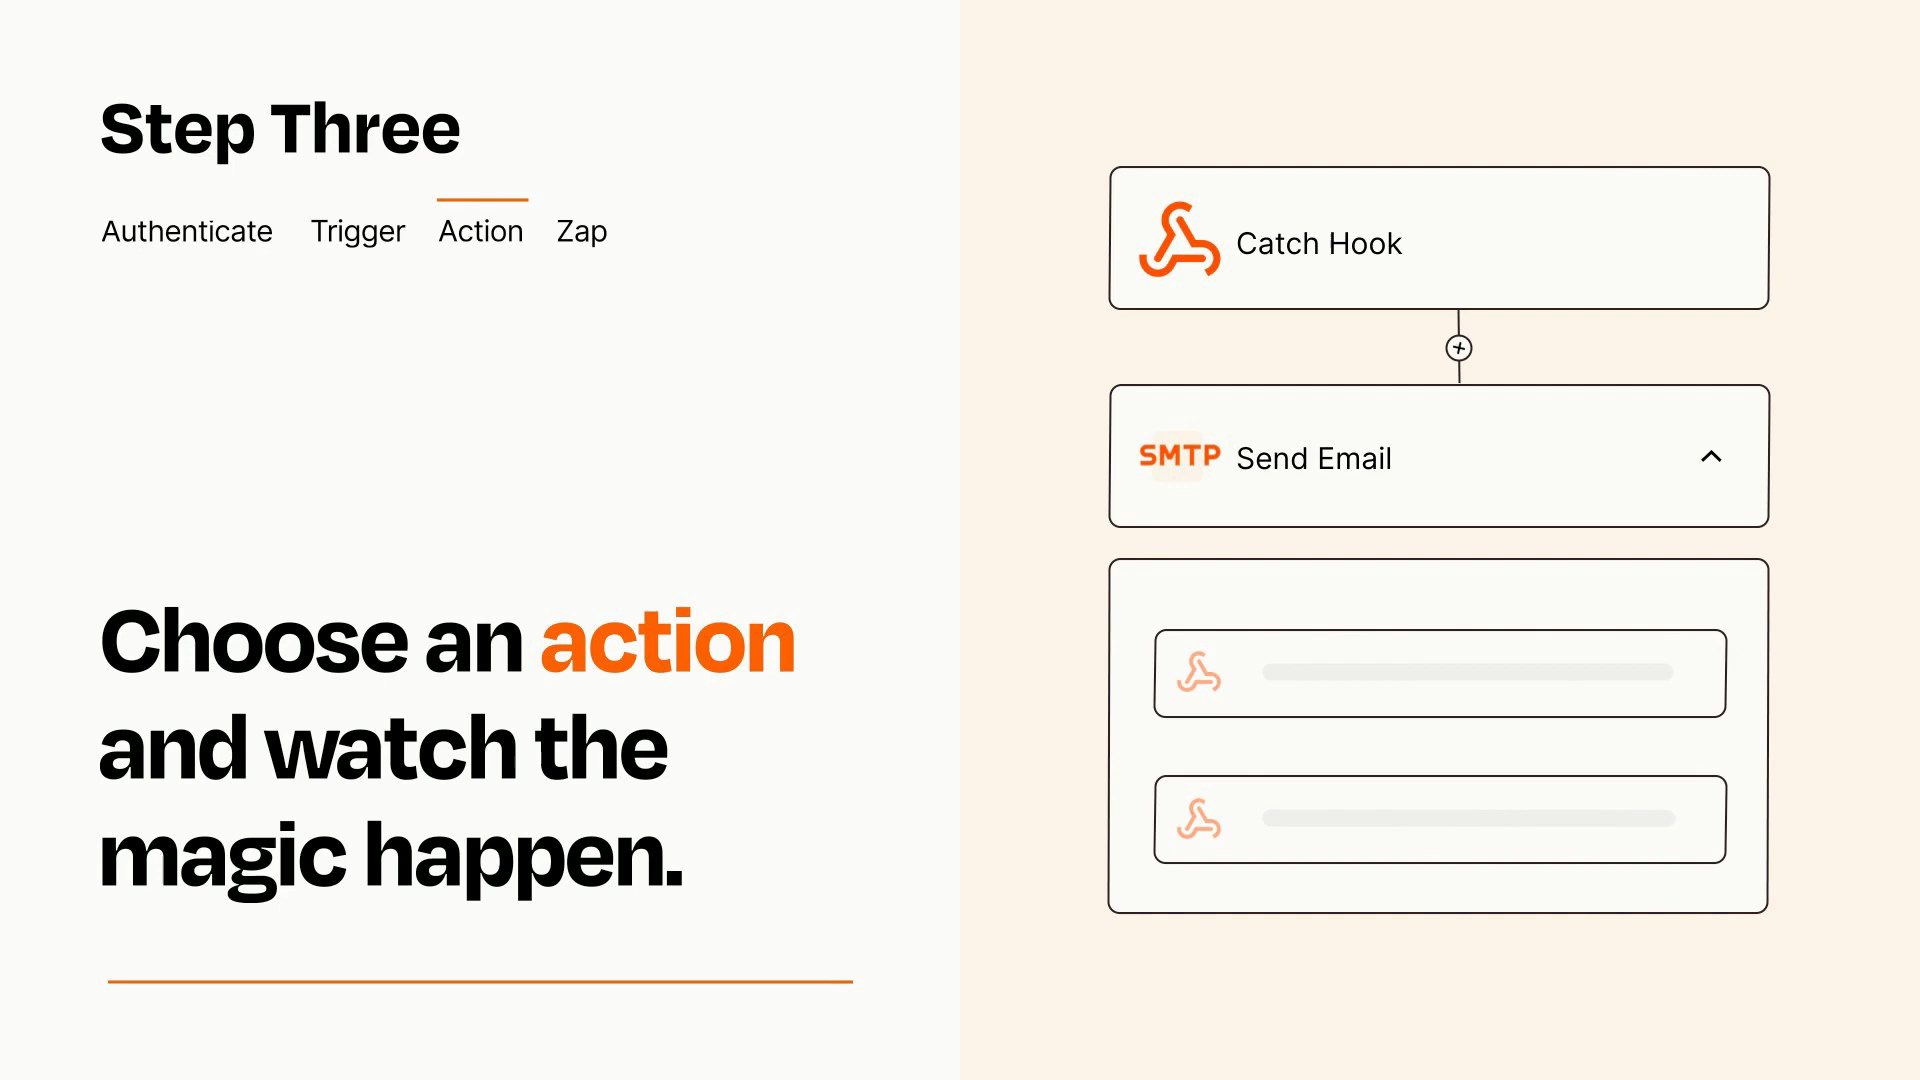 Step Three
Authenticate Trigger Action Zap
Choose an action
and watch the
magic happen.
Catch Hook
SMTP Send Email